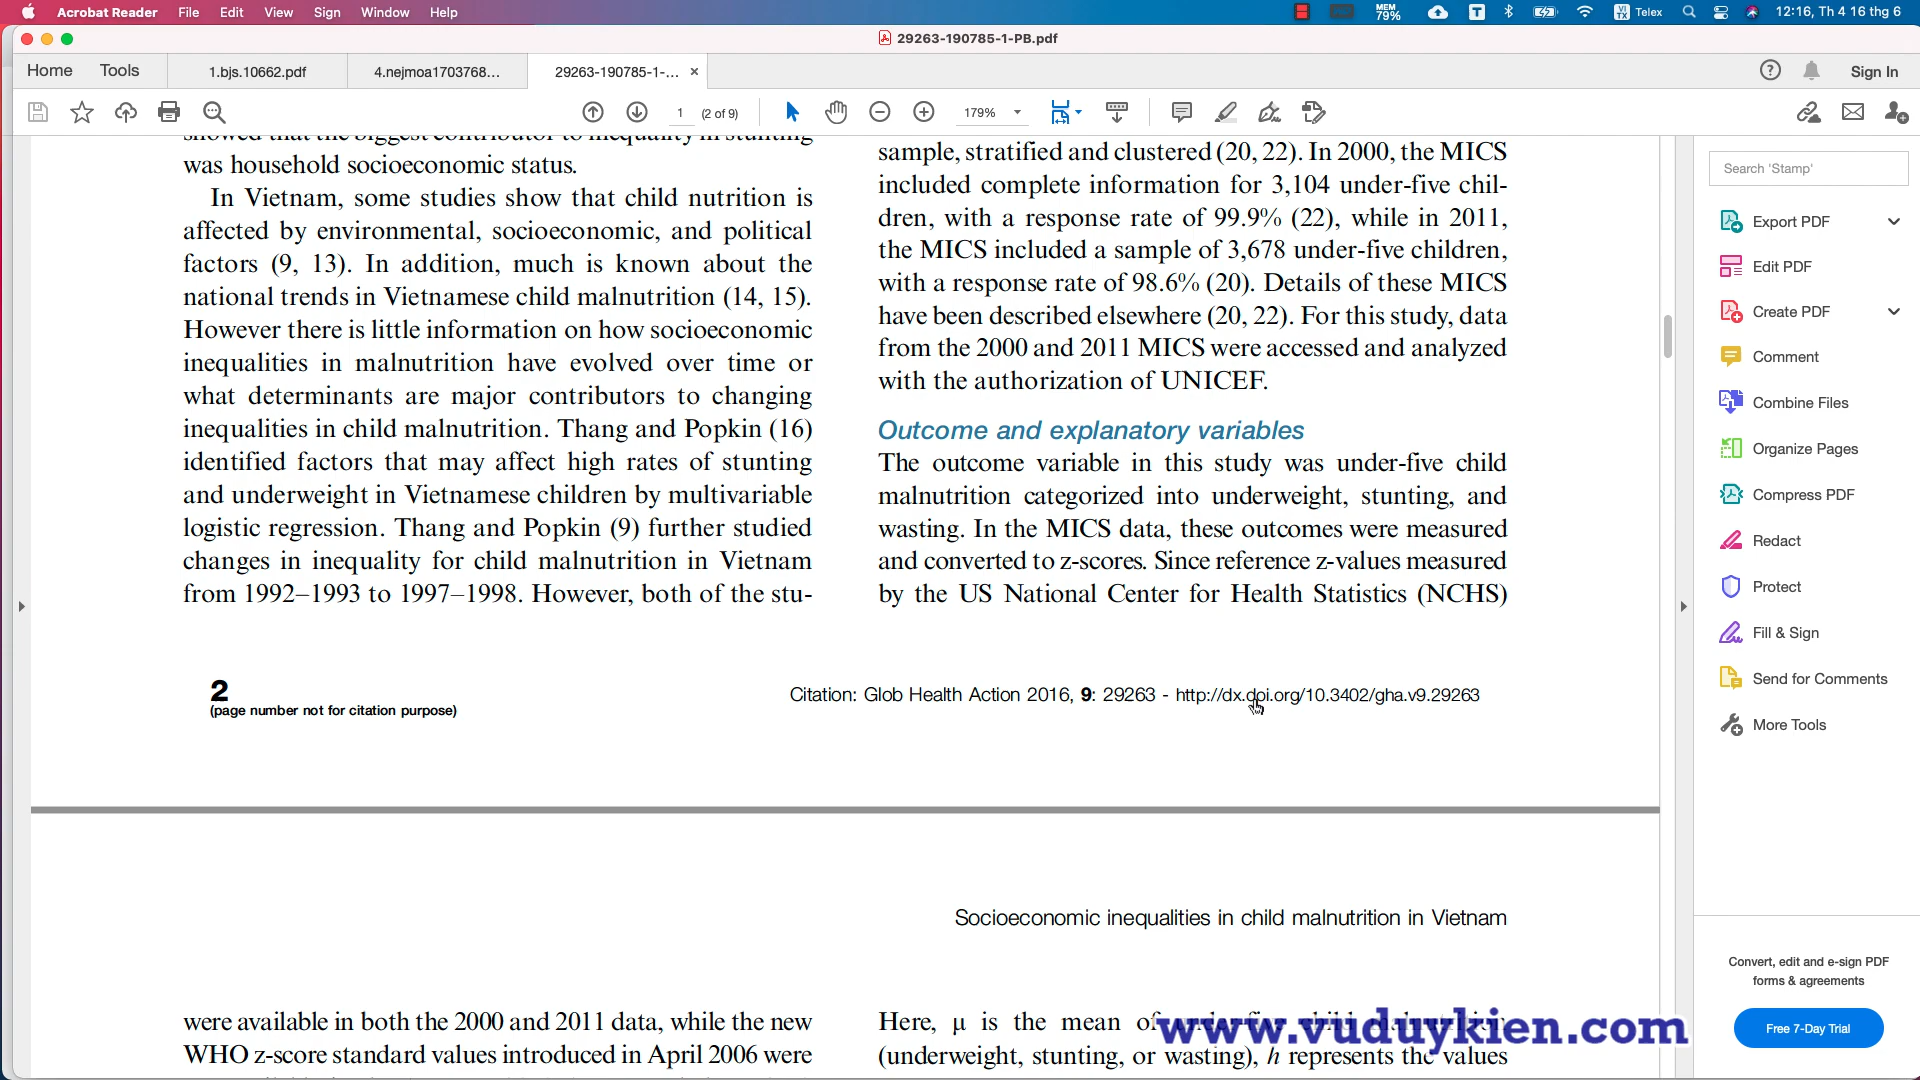 Acrobat Reader File Edit View Sign Window Help MEM 79% T VI TX Telex 12:16, Th 4 16 thg 6
29263-190785-1-PB.pdf
Home Tools 1.bjs.10662.pdf 4.nejmoa1703768... 29263-190785-1-... × Sign In
1 (2 of 9) 179%
showed that the biggest contributor to inequality in stunting
was household socioeconomic status.
In Vietnam, some studies show that child nutrition is
affected by environmental, socioeconomic, and political
factors (9, 13). In addition, much is known about the
national trends in Vietnamese child malnutrition (14, 15).
However there is little information on how socioeconomic
inequalities in malnutrition have evolved over time or
what determinants are major contributors to changing
inequalities in child malnutrition. Thang and Popkin (16)
identified factors that may affect high rates of stunting
and underweight in Vietnamese children by multivariable
logistic regression. Thang and Popkin (9) further studied
changes in inequality for child malnutrition in Vietnam
from 1992–1993 to 1997–1998. However, both of the stu-
sample, stratified and clustered (20, 22). In 2000, the MICS
included complete information for 3,104 under-five chil-
dren, with a response rate of 99.9% (22), while in 2011,
the MICS included a sample of 3,678 under-five children,
with a response rate of 98.6% (20). Details of these MICS
have been described elsewhere (20, 22). For this study, data
from the 2000 and 2011 MICS were accessed and analyzed
with the authorization of UNICEF.
Outcome and explanatory variables
The outcome variable in this study was under-five child
malnutrition categorized into underweight, stunting, and
wasting. In the MICS data, these outcomes were measured
and converted to z-scores. Since reference z-values measured
by the US National Center for Health Statistics (NCHS)
2
(page number not for citation purpose)
Citation: Glob Health Action 2016, 9: 29263 - http://dx.doi.org/10.3402/gha.v9.29263
Socioeconomic inequalities in child malnutrition in Vietnam
were available in both the 2000 and 2011 data, while the new
WHO z-score standard values introduced in April 2006 were
Here, μ is the mean of under-five child malnutrition
(underweight, stunting, or wasting), h represents the values
www.vuduykien.com
Search 'Stamp'
Export PDF
Edit PDF
Create PDF
Comment
Combine Files
Organize Pages
Compress PDF
Redact
Protect
Fill & Sign
Send for Comments
More Tools
Convert, edit and e-sign PDF
forms & agreements
Free 7-Day Trial